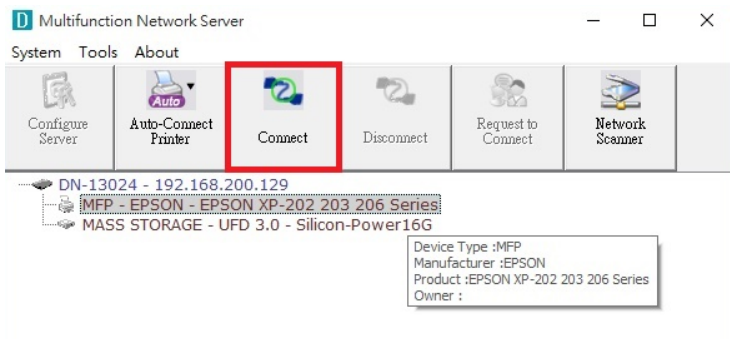 D Multifunction Network Server
System Tools About
Auto
Configure Server
Auto-Connect Printer
Connect
Disconnect
Request to Connect
Network Scanner
DN-13024 - 192.168.200.129
MFP - EPSON - EPSON XP-202 203 206 Series
MASS STORAGE - UFD 3.0 - Silicon-Power16G
Device Type :MFP
Manufacturer :EPSON
Product :EPSON XP-202 203 206 Series
Owner :